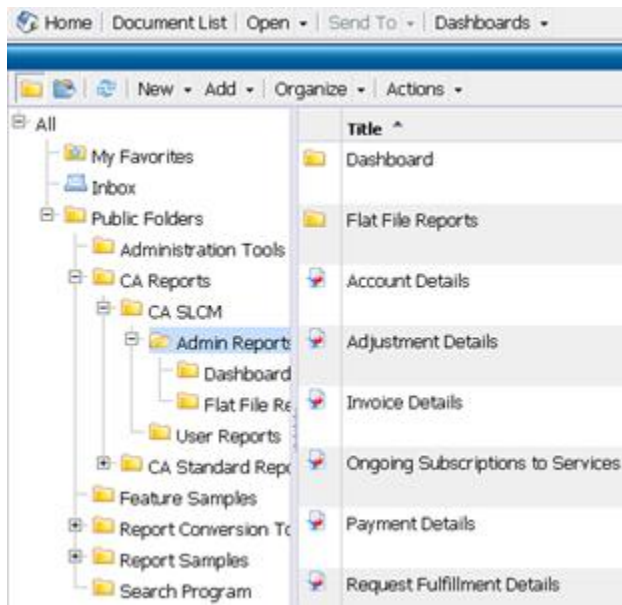 Home Document List Open Send To Dashboards
New Add Organize Actions
All
My Favorites
Inbox
Public Folders
Administration Tools
CA Reports
CA SLCM
Admin Reports
Dashboard
Flat File Re
User Reports
CA Standard Repo
Feature Samples
Report Conversion To
Report Samples
Search Program
Title
Dashboard
Flat File Reports
Account Details
Adjustment Details
Invoice Details
Ongoing Subscriptions to Services
Payment Details
Request Fulfillment Details